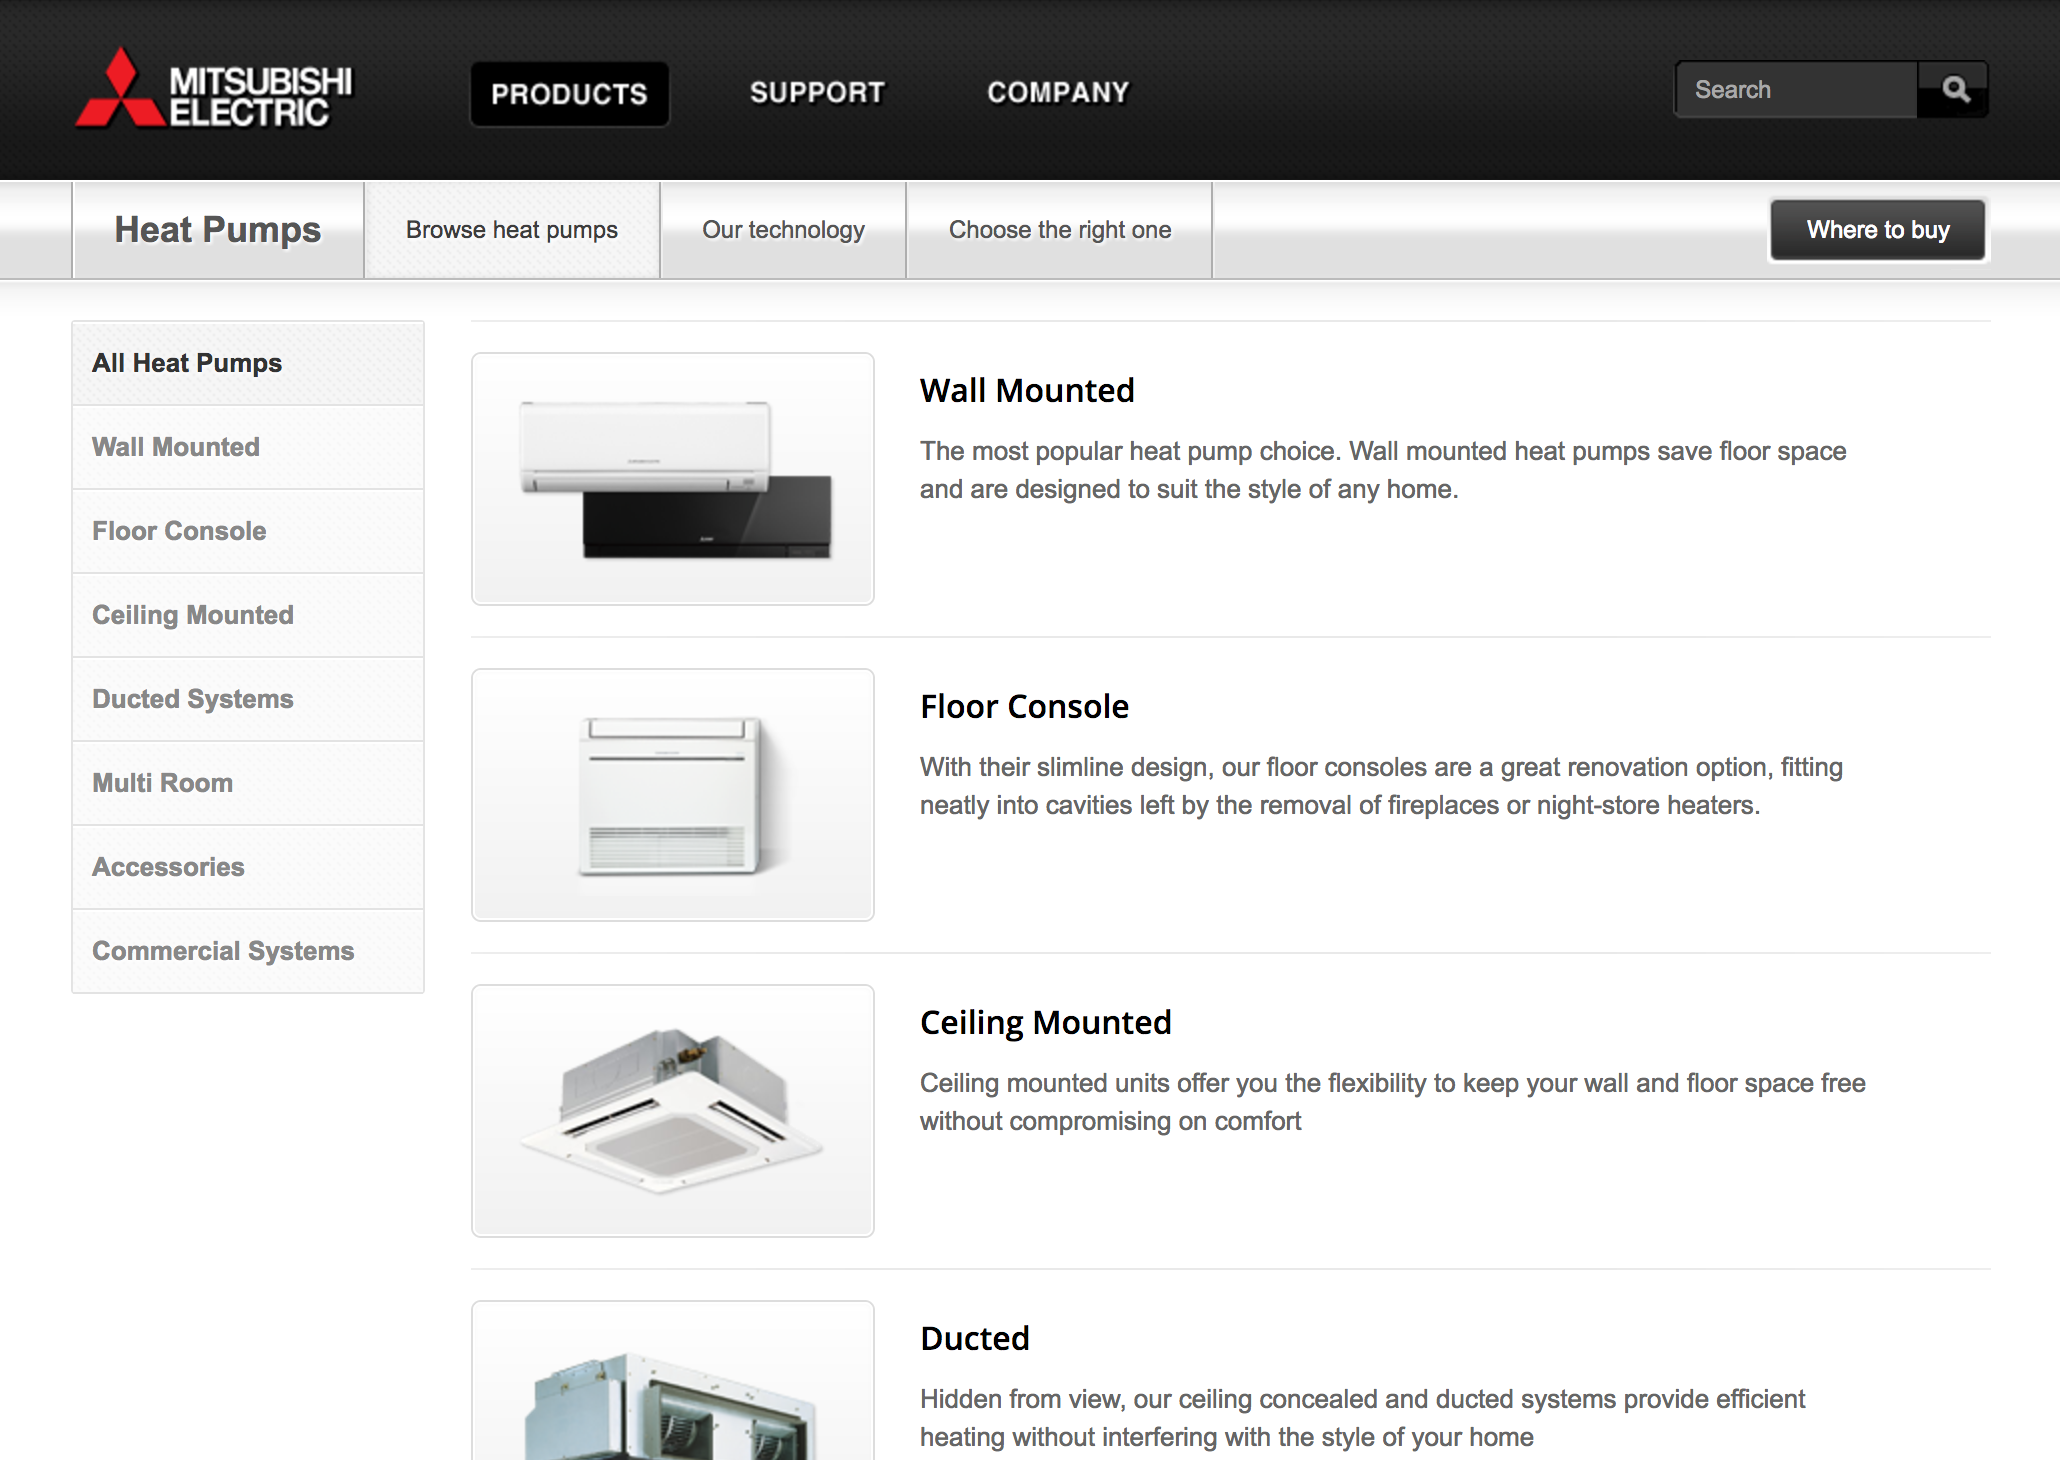 MITSUBISHI
ELECTRIC
PRODUCTS
SUPPORT
COMPANY
Search
Heat Pumps
Browse heat pumps
Our technology
Choose the right one
Where to buy
All Heat Pumps
Wall Mounted
Floor Console
Ceiling Mounted
Ducted Systems
Multi Room
Accessories
Commercial Systems
Wall Mounted
The most popular heat pump choice. Wall mounted heat pumps save floor space
and are designed to suit the style of any home.
Floor Console
With their slimline design, our floor consoles are a great renovation option, fitting
neatly into cavities left by the removal of fireplaces or night-store heaters.
Ceiling Mounted
Ceiling mounted units offer you the flexibility to keep your wall and floor space free
without compromising on comfort
Ducted
Hidden from view, our ceiling concealed and ducted systems provide efficient
heating without interfering with the style of your home